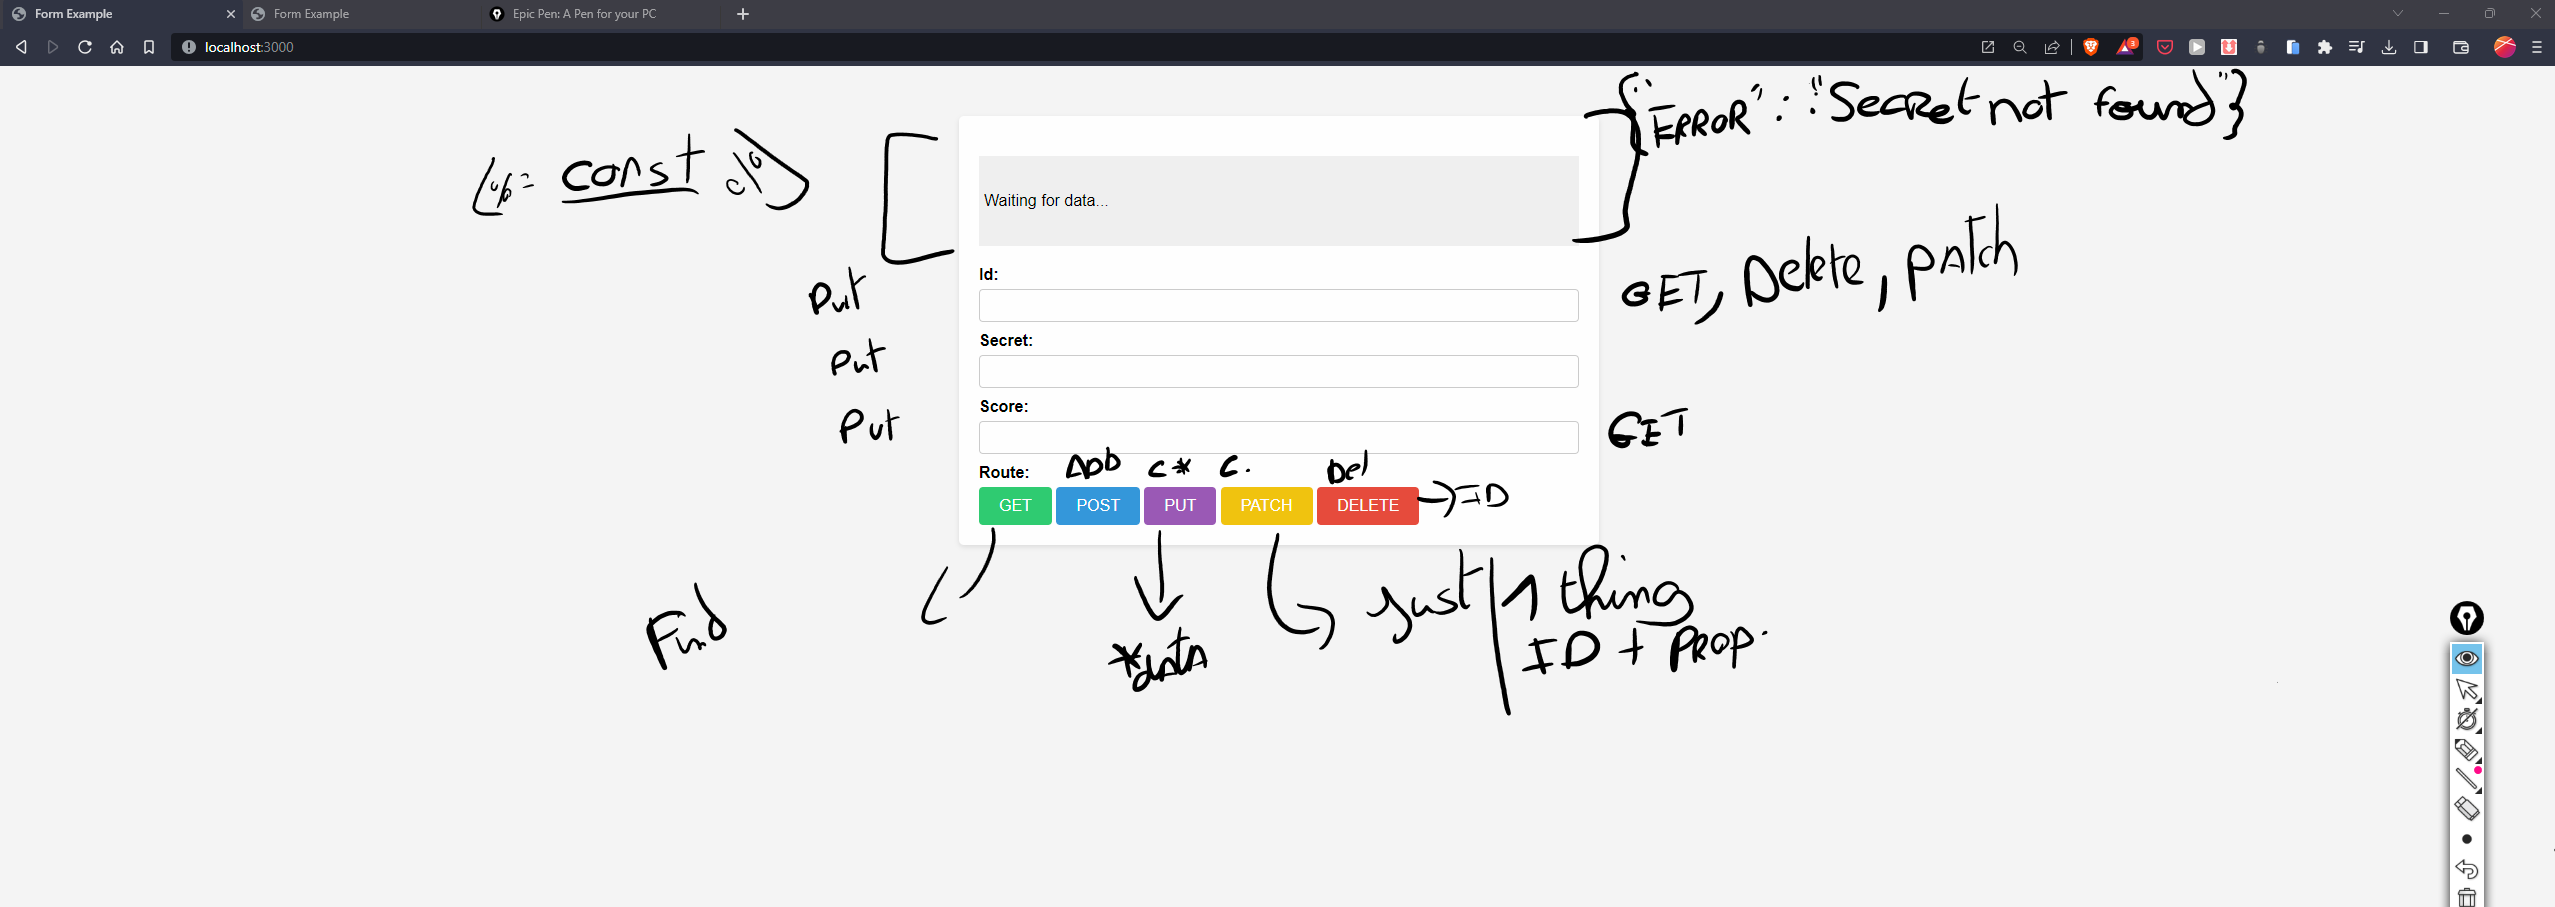 Form Example
Form Example
Epic Pen: A Pen for your PC
localhost:3000
3
{"ERROR": "Secret not found"}
<%= const %>
Waiting for data...
Id:
Put
GET, Delete, patch
Secret:
Put
Score:
Put
GET
Route:
ADD
C *
C.
Del
GET
POST
PUT
PATCH
DELETE
ID
Find
*data
just 1 thing
ID + PROP.